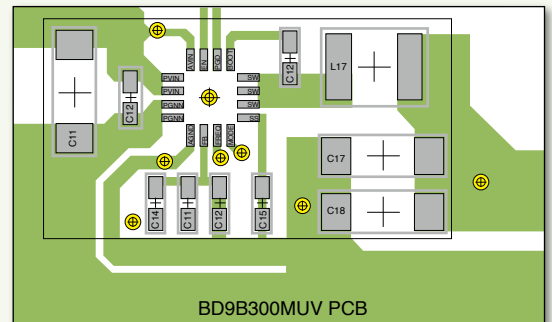 AVIN
EN
PGD
BOOT
PVIN
PVIN
PGNN
PGNN
SW
SW
SW
SS
AGND
FB
FREQ
MODE
C11
C12
C12
L17
C17
C18
C14
C11
C12
C15
BD9B300MUV PCB